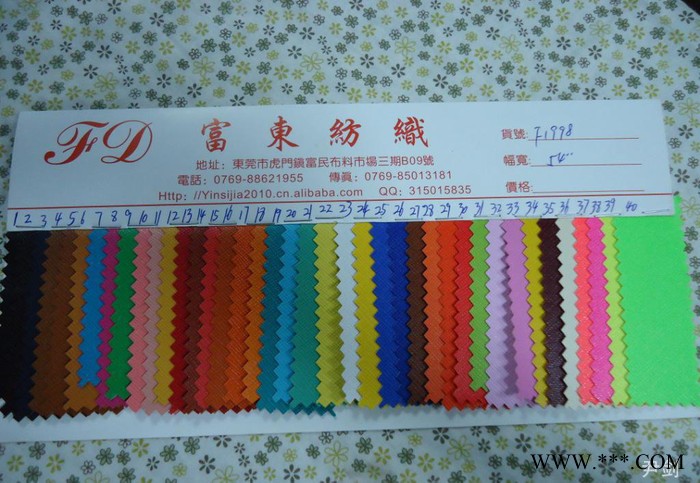 FD
富東紡織
地址：東莞市虎門鎮富民布料市場三期B09號
電話：0769-88621955 傳眞：0769-85013181
Http://Yinsijia2010.cn.alibaba.com QQ: 315015835
貨號: F1998
幅寬: 54"
價格:
1 2 3 4 5 6 7 8 9 10 11 12 13 14 15 16 17 18 19 20 21 22 23 24 25 26 27 28 29 30 31 32 33 34 35 36 37 38 39 40
www.***.COM